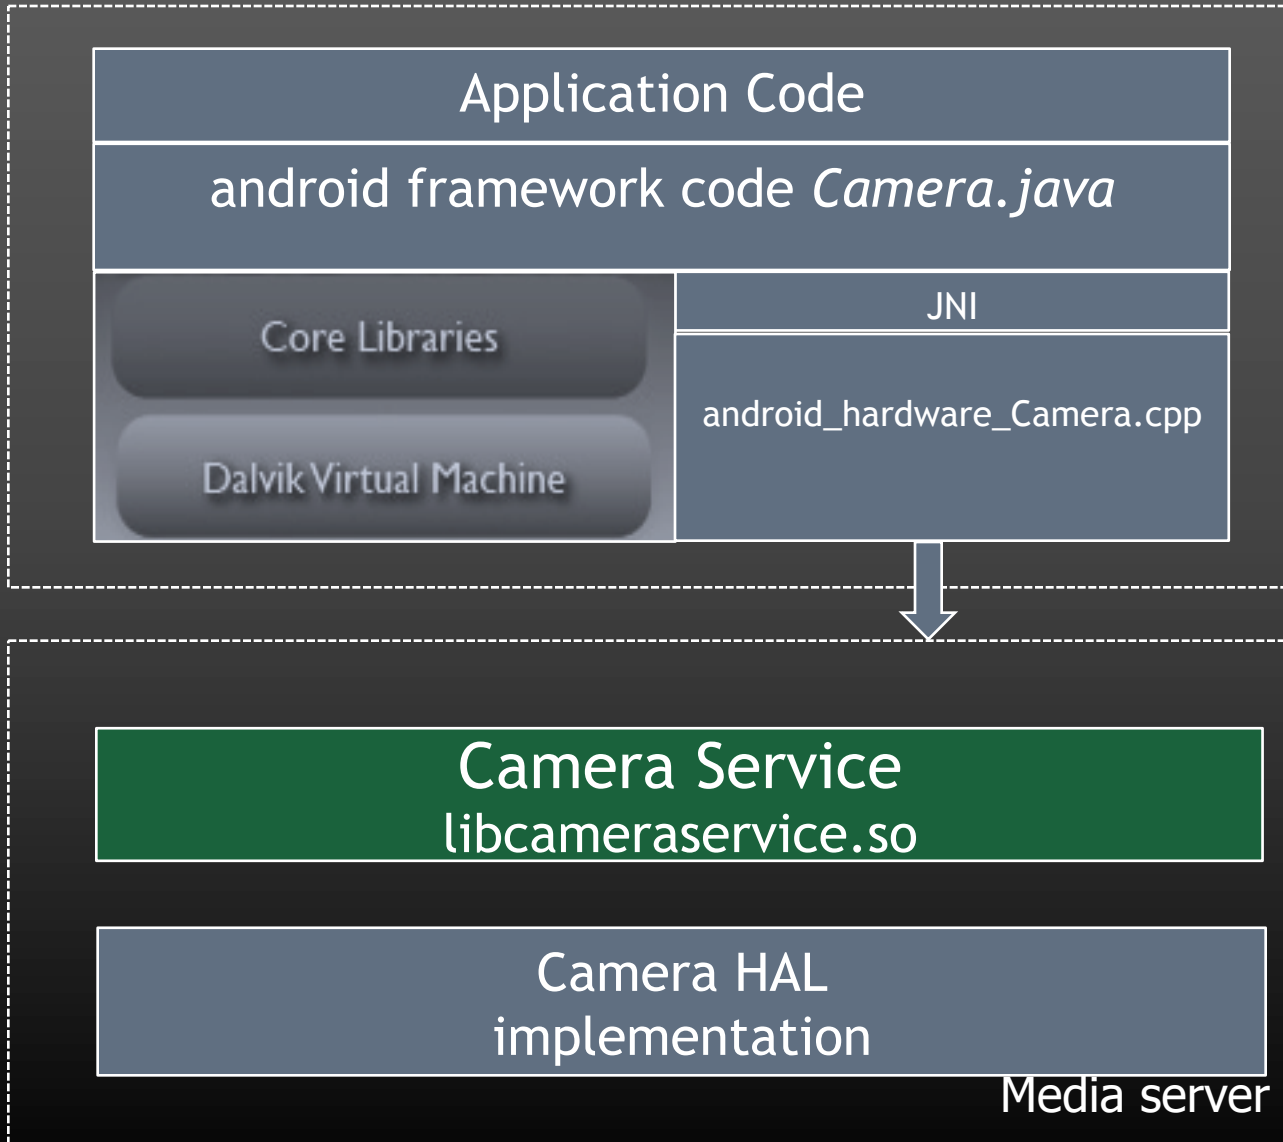 Application Code
android framework code Camera.java
Core Libraries
JNI
android_hardware_Camera.cpp
Dalvik Virtual Machine
Camera Service
libcameraservice.so
Camera HAL
implementation
Media server